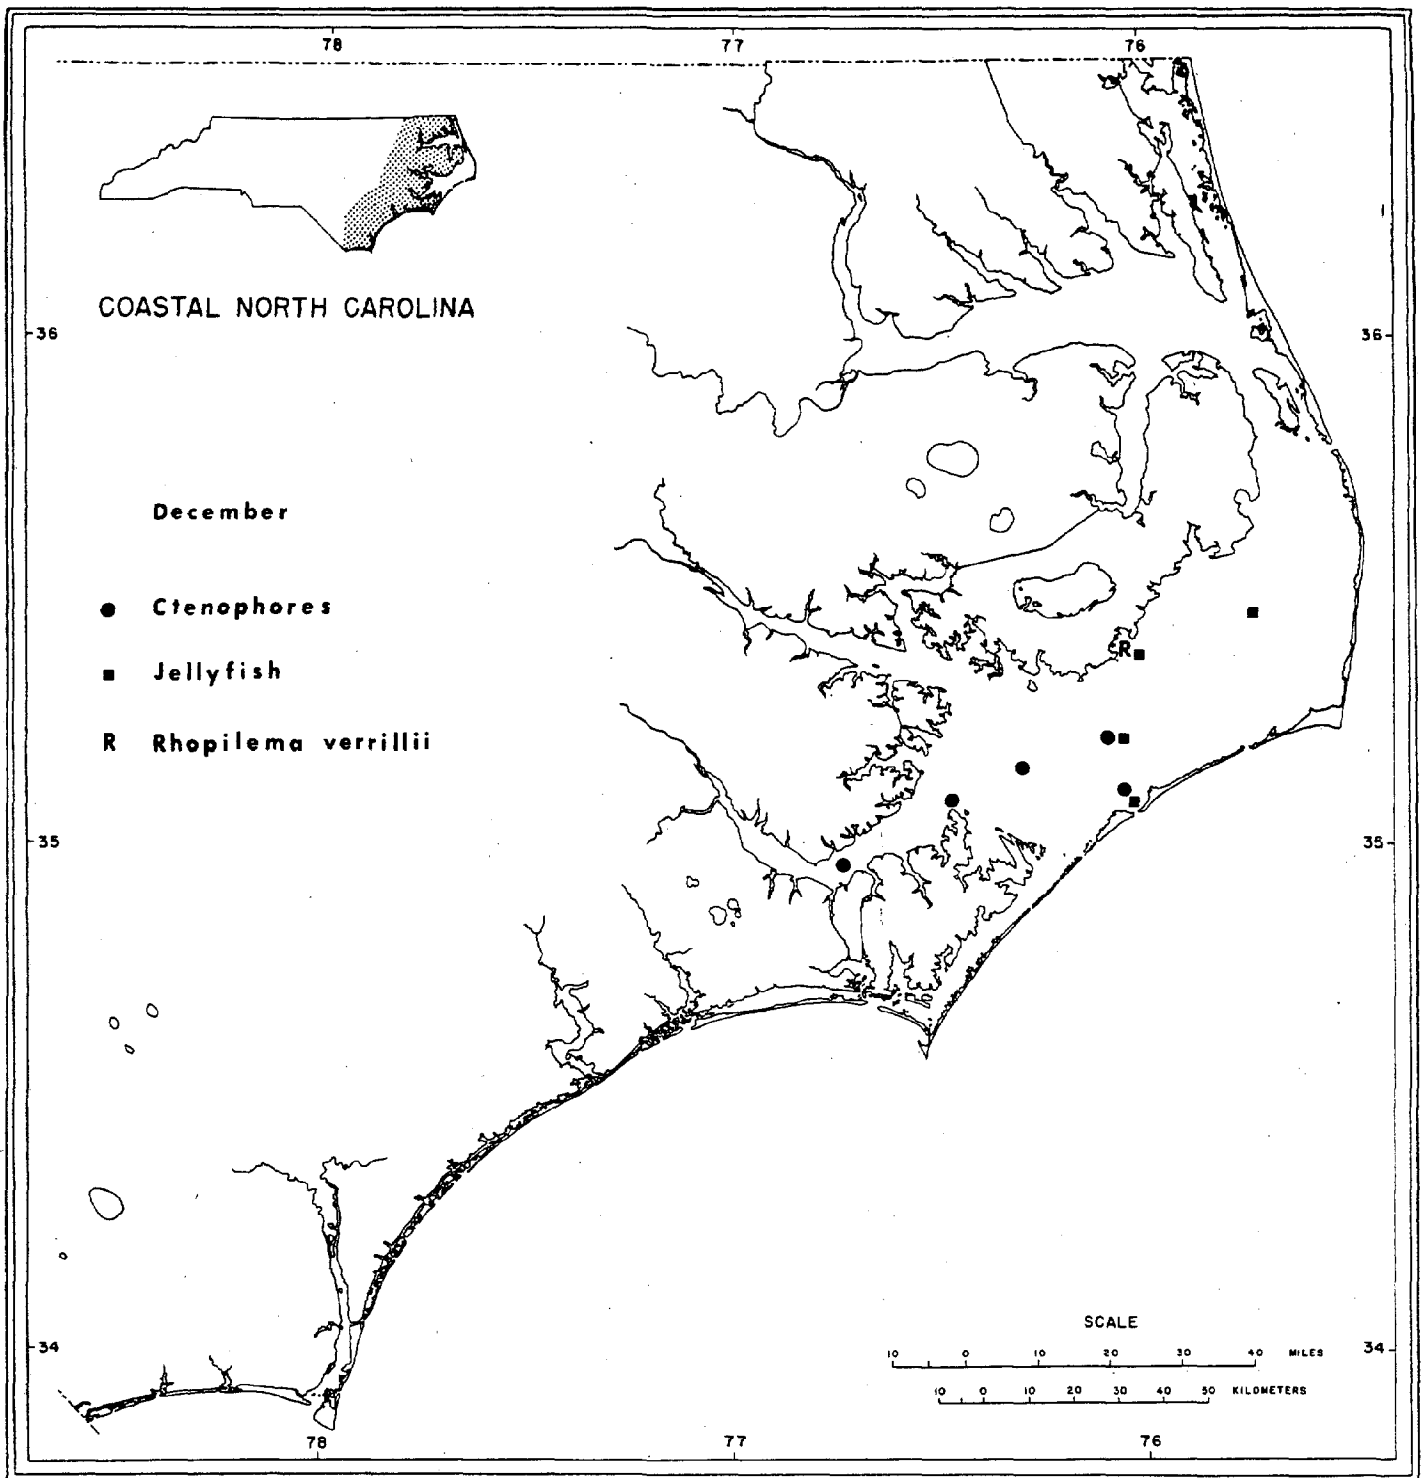 78 77 76
COASTAL NORTH CAROLINA
36 36
December
Ctenophores
Jellyfish
R Rhopilema verrillii
R
35 35
SCALE
34 34
10 0 10 20 30 40 MILES
10 0 10 20 30 40 50 KILOMETERS
78 77 76